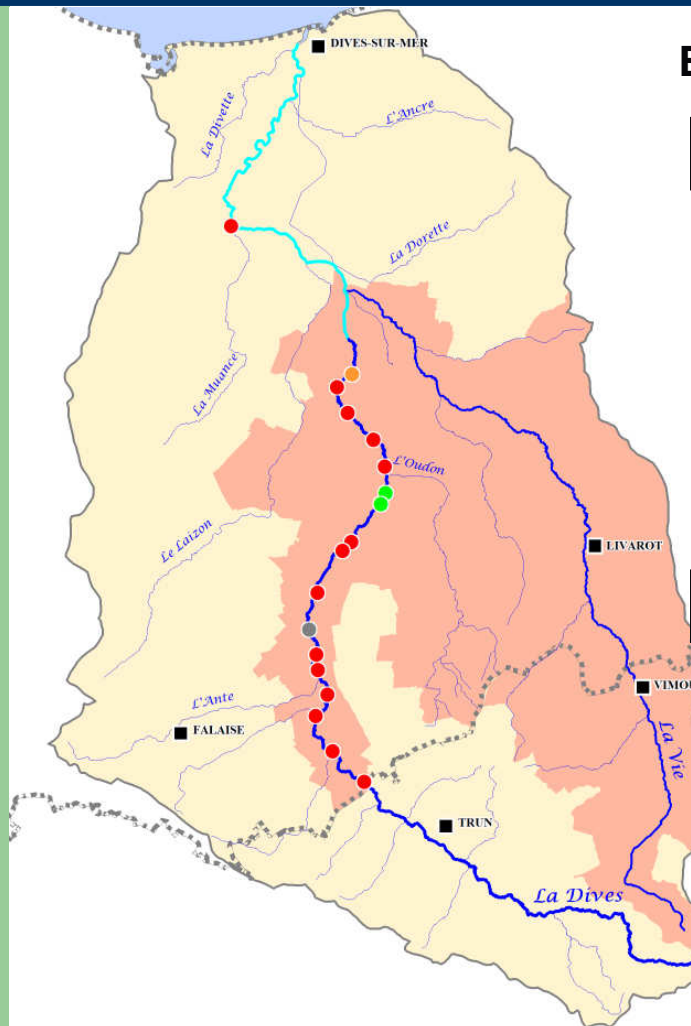 DIVES-SUR-MER
L'Ancre
La Divette
La Dorette
La Muance
L'Oudon
Le Laizon
LIVAROT
L'Ante
FALAISE
La Vie
TRUN
La Dives